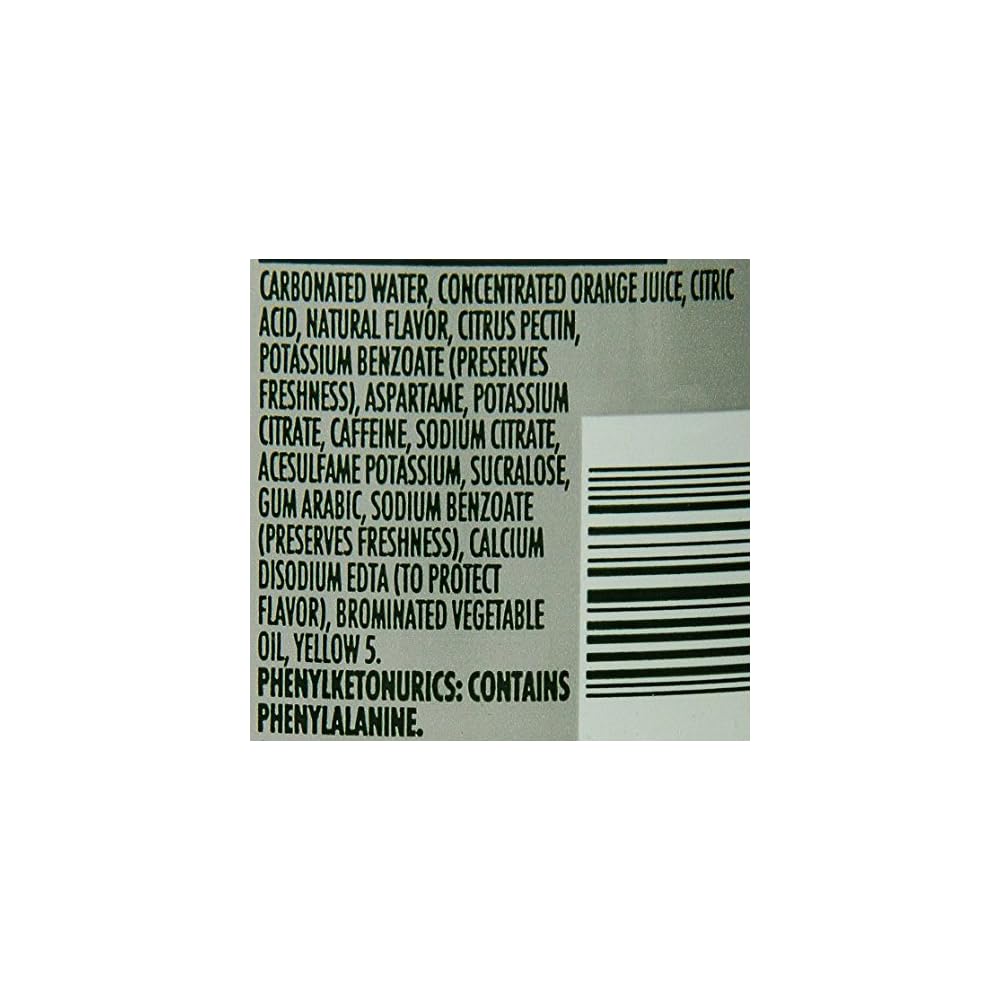 CARBONATED WATER, CONCENTRATED ORANGE JUICE, CITRIC
ACID, NATURAL FLAVOR, CITRUS PECTIN,
POTASSIUM BENZOATE (PRESERVES
FRESHNESS), ASPARTAME, POTASSIUM
CITRATE, CAFFEINE, SODIUM CITRATE,
ACESULFAME POTASSIUM, SUCRALOSE,
GUM ARABIC, SODIUM BENZOATE
(PRESERVES FRESHNESS), CALCIUM
DISODIUM EDTA (TO PROTECT
FLAVOR), BROMINATED VEGETABLE
OIL, YELLOW 5.
PHENYLKETONURICS: CONTAINS
PHENYLALANINE.